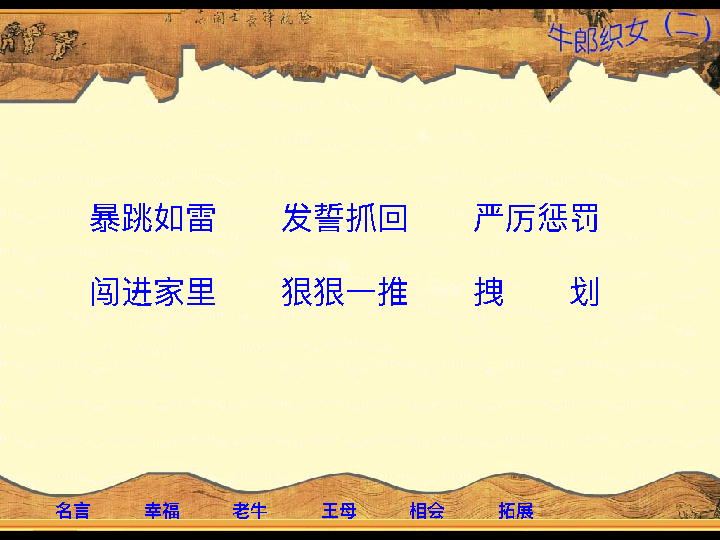 牛郎织女（二）
暴跳如雷 发誓抓回 严厉惩罚
闯进家里 狠狠一推 拽 划
名言 幸福 老牛 王母 相会 拓展